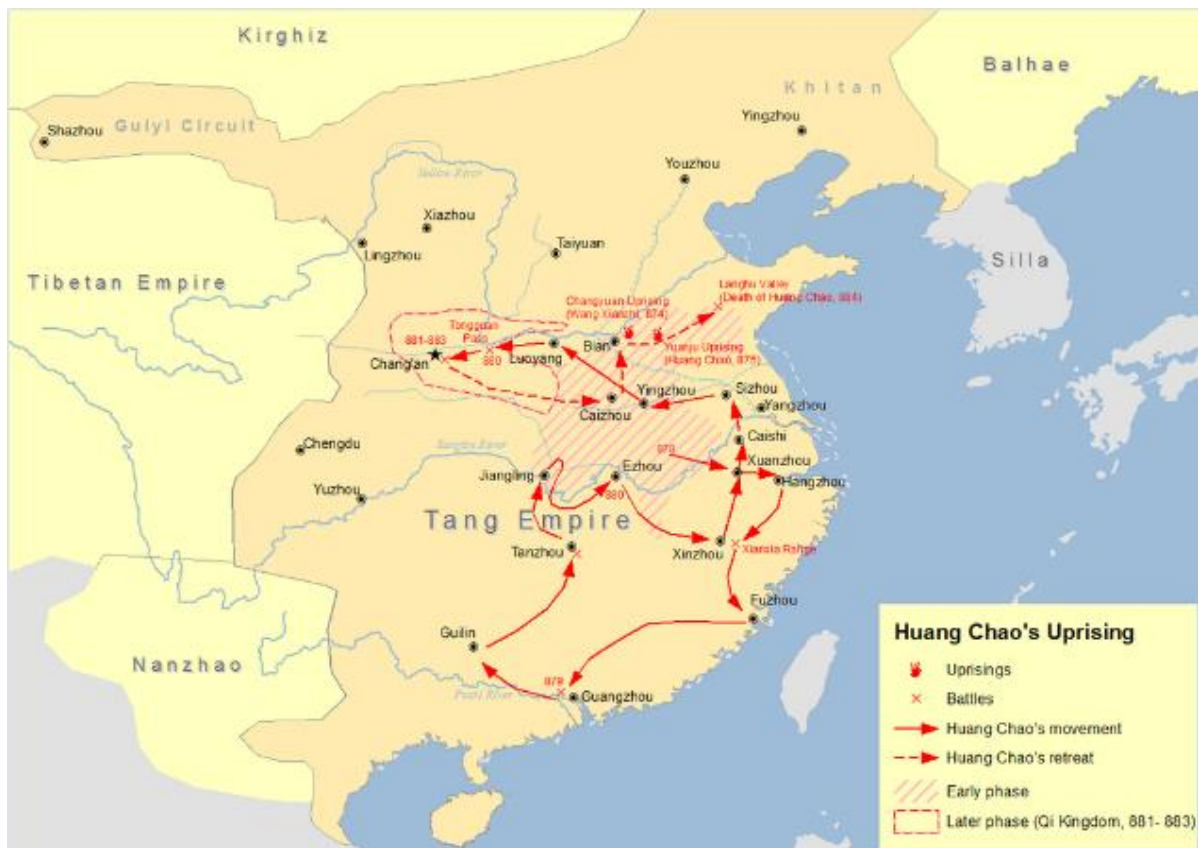 Kirghiz
Balhae
Khitan
Guiyi Circuit
Shazhou
Yingzhou
Youzhou
Yellow River
Xiazhou
Lingzhou
Taiyuan
Silla
Tibetan Empire
Langhu Valley
(Death of Huang Chao, 884)
Changyuan Uprising
(Wang Xianzhi, 874)
Tongguan
Pass
881-883
880
Chang'an
Luoyang
Bian
Yuanju Uprising
(Huang Chao, 875)
Yingzhou
Sizhou
Caizhou
Yangzhou
Chengdu
Caishi
Xuanzhou
Jiangling
Ezhou
880
Hangzhou
Yuzhou
Tang Empire
Tanzhou
Xinzhou
Xianxia Range
Fuzhou
Guilin
Nanzhao
879
Guangzhou
Pearl River
Huang Chao's Uprising
Uprisings
Battles
Huang Chao's movement
Huang Chao's retreat
Early phase
Later phase (Qi Kingdom, 881- 883)